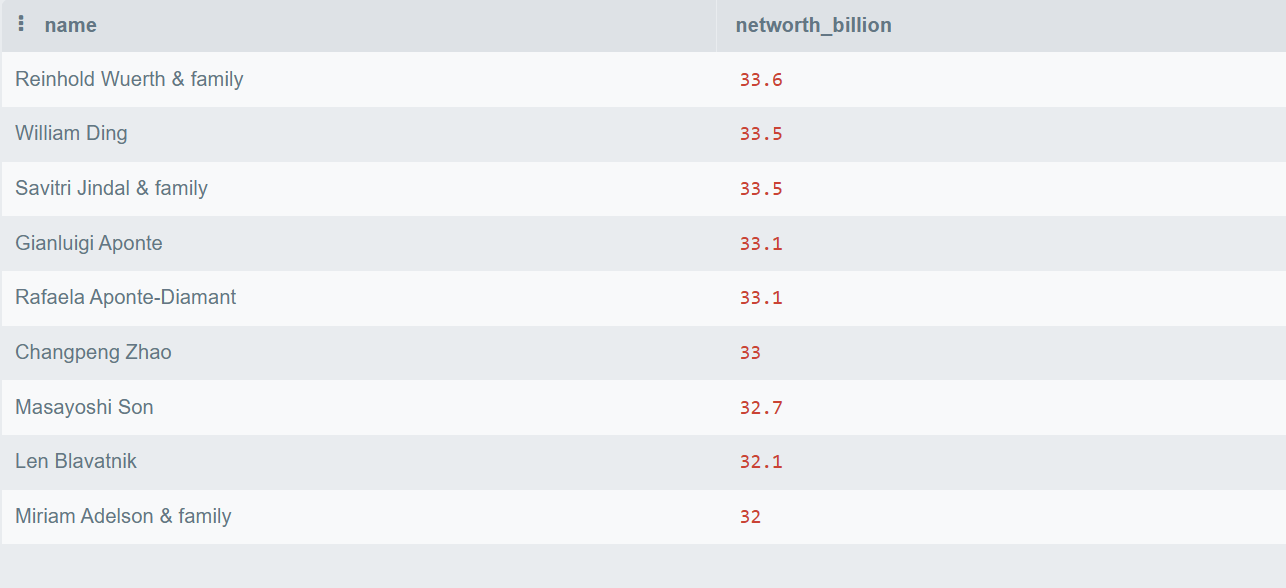 name networth_billion
Reinhold Wuerth & family 33.6
William Ding 33.5
Savitri Jindal & family 33.5
Gianluigi Aponte 33.1
Rafaela Aponte-Diamant 33.1
Changpeng Zhao 33
Masayoshi Son 32.7
Len Blavatnik 32.1
Miriam Adelson & family 32